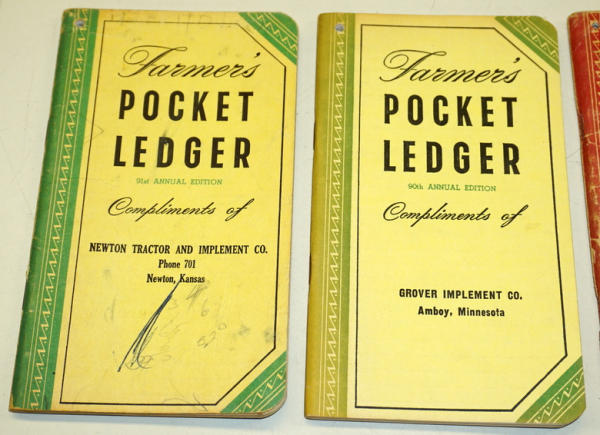 Farmer's
POCKET
LEDGER
91st ANNUAL EDITION
Compliments of
NEWTON TRACTOR AND IMPLEMENT CO.
Phone 701
Newton, Kansas
Farmer's
POCKET
LEDGER
90th ANNUAL EDITION
Compliments of
GROVER IMPLEMENT CO.
Amboy, Minnesota